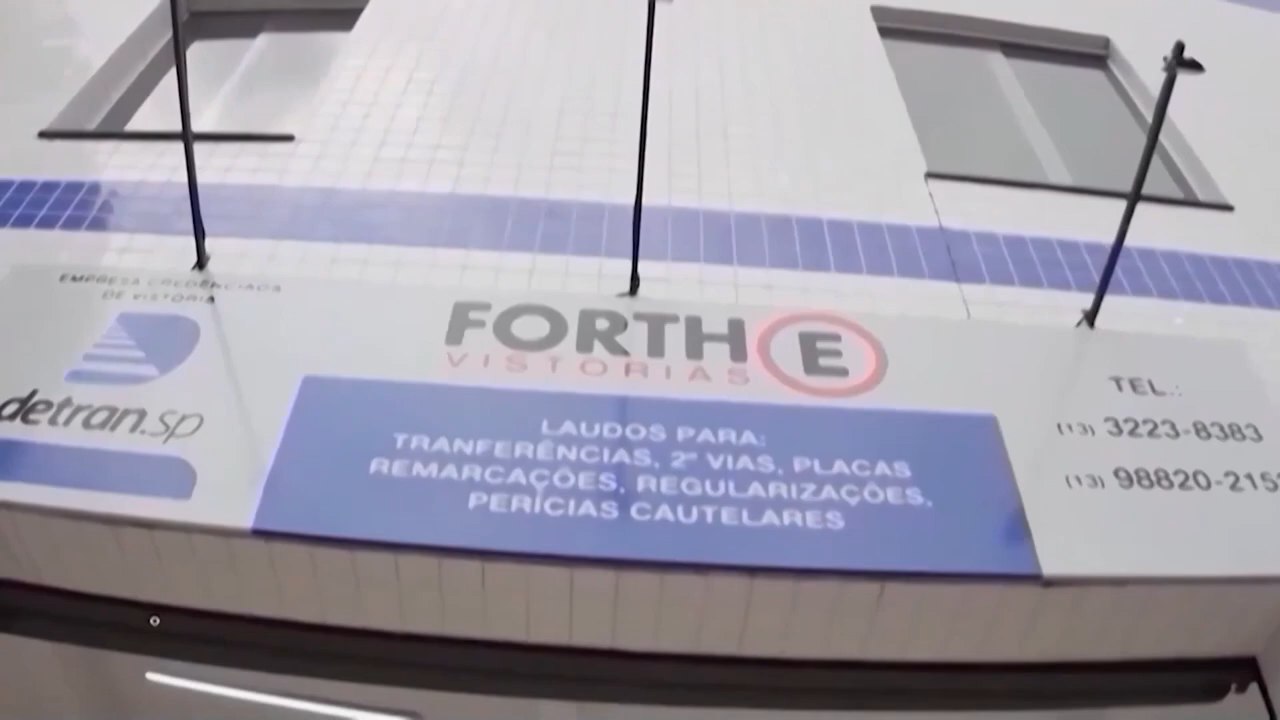 EMPRESA CREDENCIADA
DE VISTORIA
detran.sp
FORTH E
VISTORIAS
LAUDOS PARA:
TRANFERÊNCIAS, 2ª VIAS, PLACAS
REMARCAÇÕES, REGULARIZAÇÕES,
PERÍCIAS CAUTELARES
TEL.:
(13) 3223-8383
(13) 98820-215